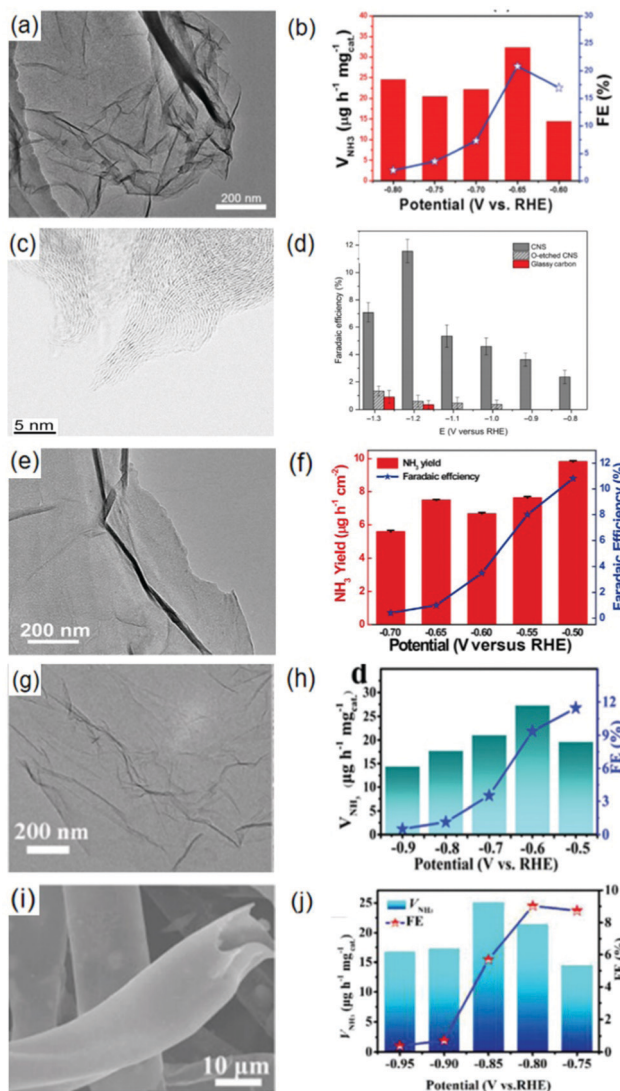 (a)
200 nm
(b)
V_NH3 (μg h⁻¹ mg⁻¹cat.)
40
35
30
25
20
15
10
5
0
30
25
20
15
10
5
0
FE (%)
-0.80 -0.75 -0.70 -0.65 -0.60
Potential (V vs. RHE)
(c)
5 nm
(d)
Faradaic efficiency (%)
12
10
8
6
4
2
0
CNS
O-etched CNS
Glassy carbon
–1.3 –1.2 –1.1 –1.0 –0.9 –0.8
E (V versus RHE)
(e)
200 nm
(f)
NH₃ Yield (μg h⁻¹ cm⁻²)
10
8
6
4
2
0
NH₃ yield
Faradaic effciency
12
10
8
6
4
2
0
Faradaic Efficiency (%)
-0.70 -0.65 -0.60 -0.55 -0.50
Potential (V versus RHE)
(g)
200 nm
(h)
d
V_NH₃ (μg h⁻¹ mg⁻¹cat.)
30
25
20
15
10
5
0
12
9
6
3
0
FE (%)
-0.9 -0.8 -0.7 -0.6 -0.5
Potential (V vs. RHE)
(i)
10 μm
(j)
V_NH₃ (μg h⁻¹ mg⁻¹cat.)
25
20
15
10
5
0
V_NH₃
FE
10
8
6
4
2
0
FE (%)
-0.95 -0.90 -0.85 -0.80 -0.75
Potential (V vs. RHE)